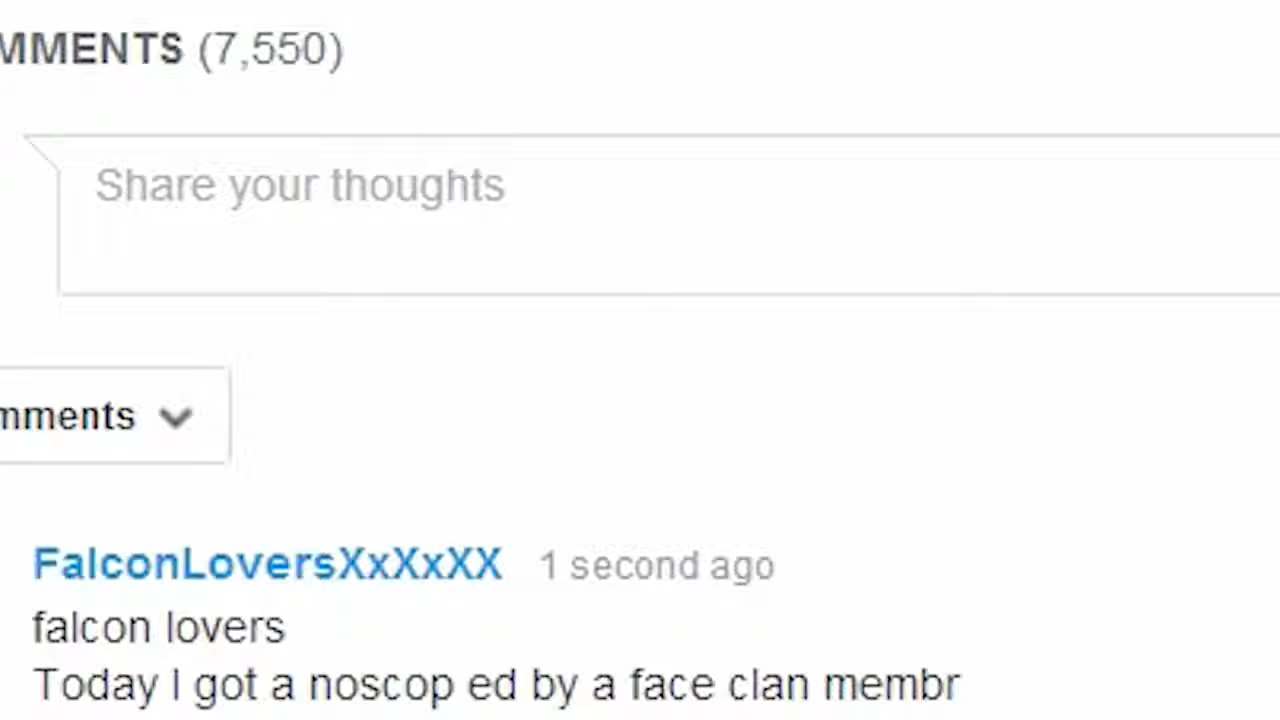 MMENTS (7,550)
Share your thoughts
mments
FalconLoversXxXxXX 1 second ago
falcon lovers
Today I got a noscop ed by a face clan membr